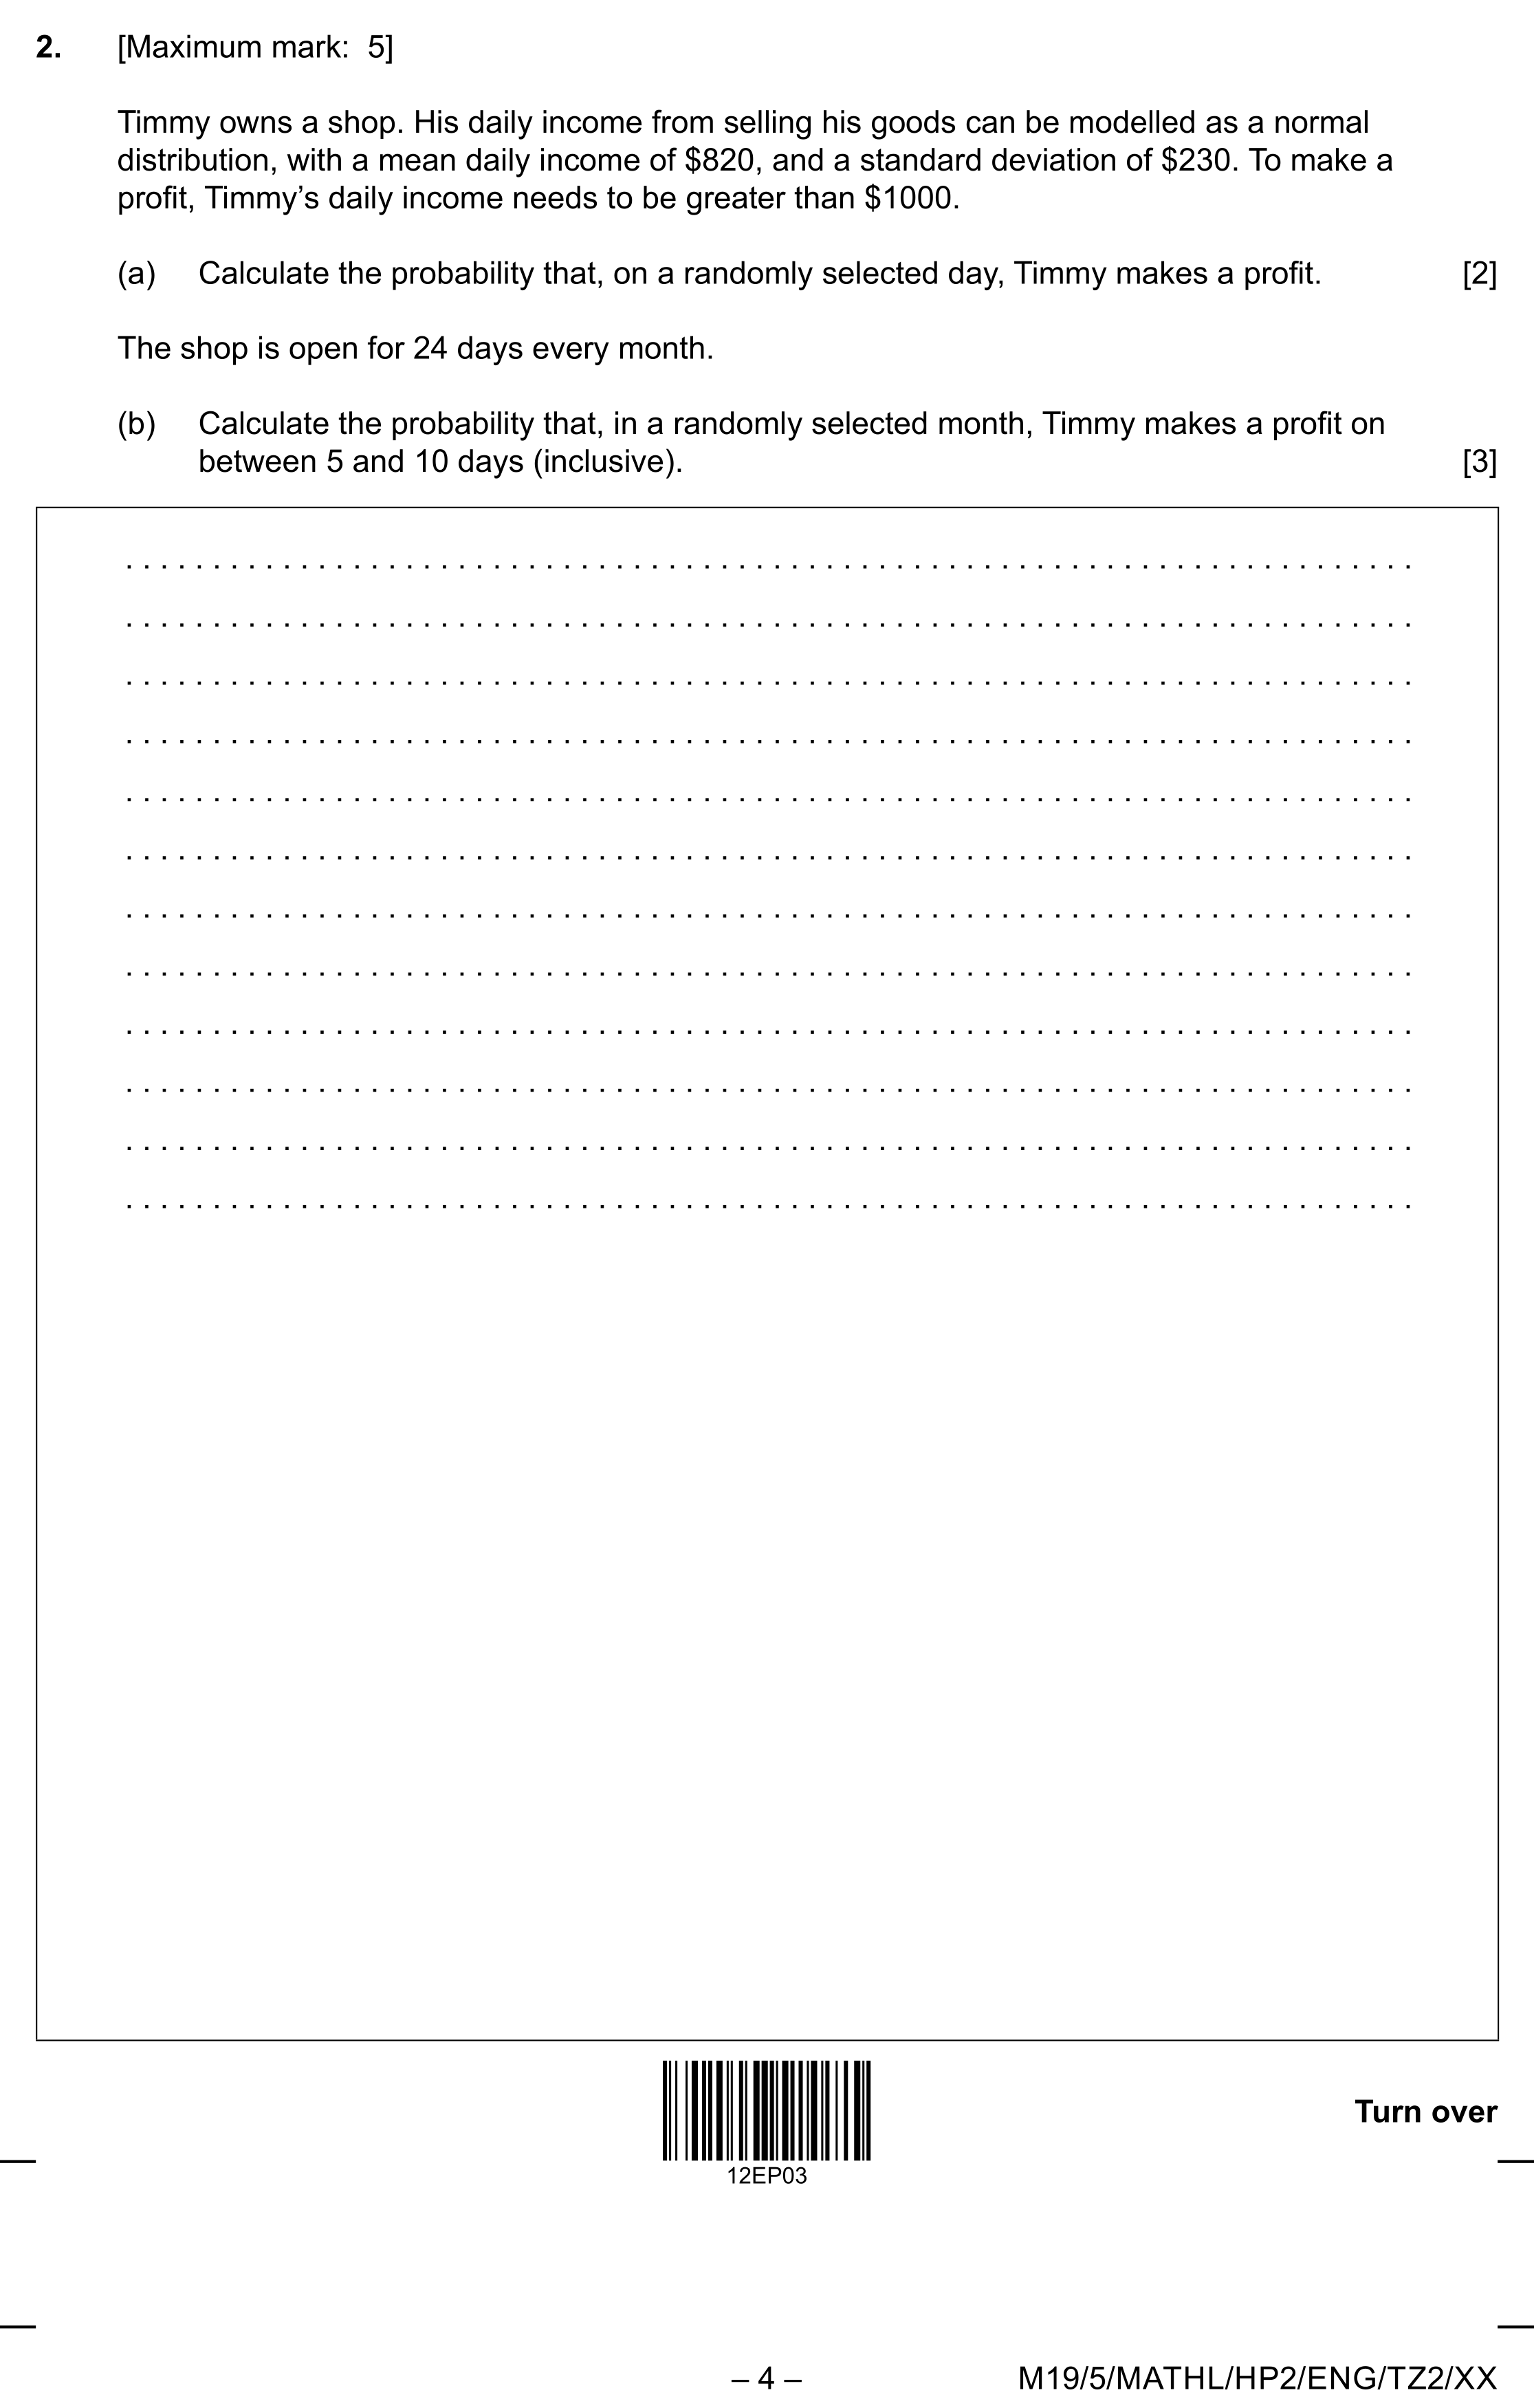 2. [Maximum mark: 5]
Timmy owns a shop. His daily income from selling his goods can be modelled as a normal
distribution, with a mean daily income of $820, and a standard deviation of $230. To make a
profit, Timmy’s daily income needs to be greater than $1000.
(a) Calculate the probability that, on a randomly selected day, Timmy makes a profit. [2]
The shop is open for 24 days every month.
(b) Calculate the probability that, in a randomly selected month, Timmy makes a profit on
between 5 and 10 days (inclusive). [3]
12EP03
Turn over
– 4 – M19/5/MATHL/HP2/ENG/TZ2/XX